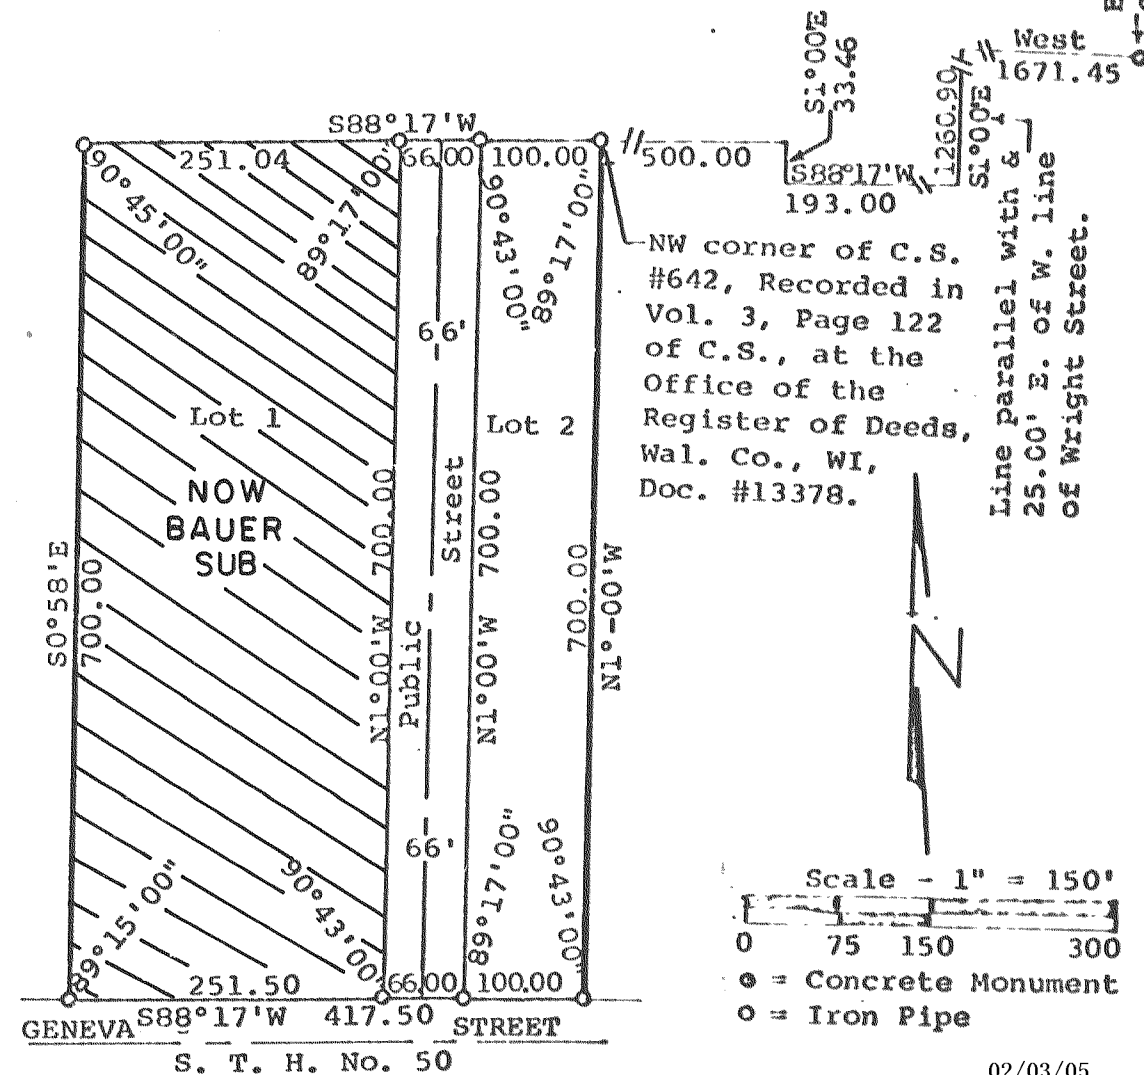 E
West
1671.45
S1°00E
33.46
1260.90
S1°00E
S88°17'W
251.04
66.00
100.00
500.00
S88°17'W
193.00
90°45'00"
89°17'00"
90°43'00"
89°17'00"
NW corner of C.S.
#642, Recorded in
Vol. 3, Page 122
of C.S., at the
Office of the
Register of Deeds,
Wal. Co., WI,
Doc. #13378.
Line parallel with &
25.00' E. of W. line
of Wright Street.
66'
Lot 1
Lot 2
NOW
BAUER
SUB
S0°58'E
700.00
N1°00'W 700.00
Public Street
N1°00'W 700.00
700.00
N1°-00'W
66'
89°15'00"
90°43'00"
89°17'00"
90°43'00"
251.50
66.00
100.00
GENEVA
S88°17'W 417.50
STREET
S. T. H. No. 50
Scale - 1" = 150'
0 75 150 300
= Concrete Monument
= Iron Pipe
02/03/05